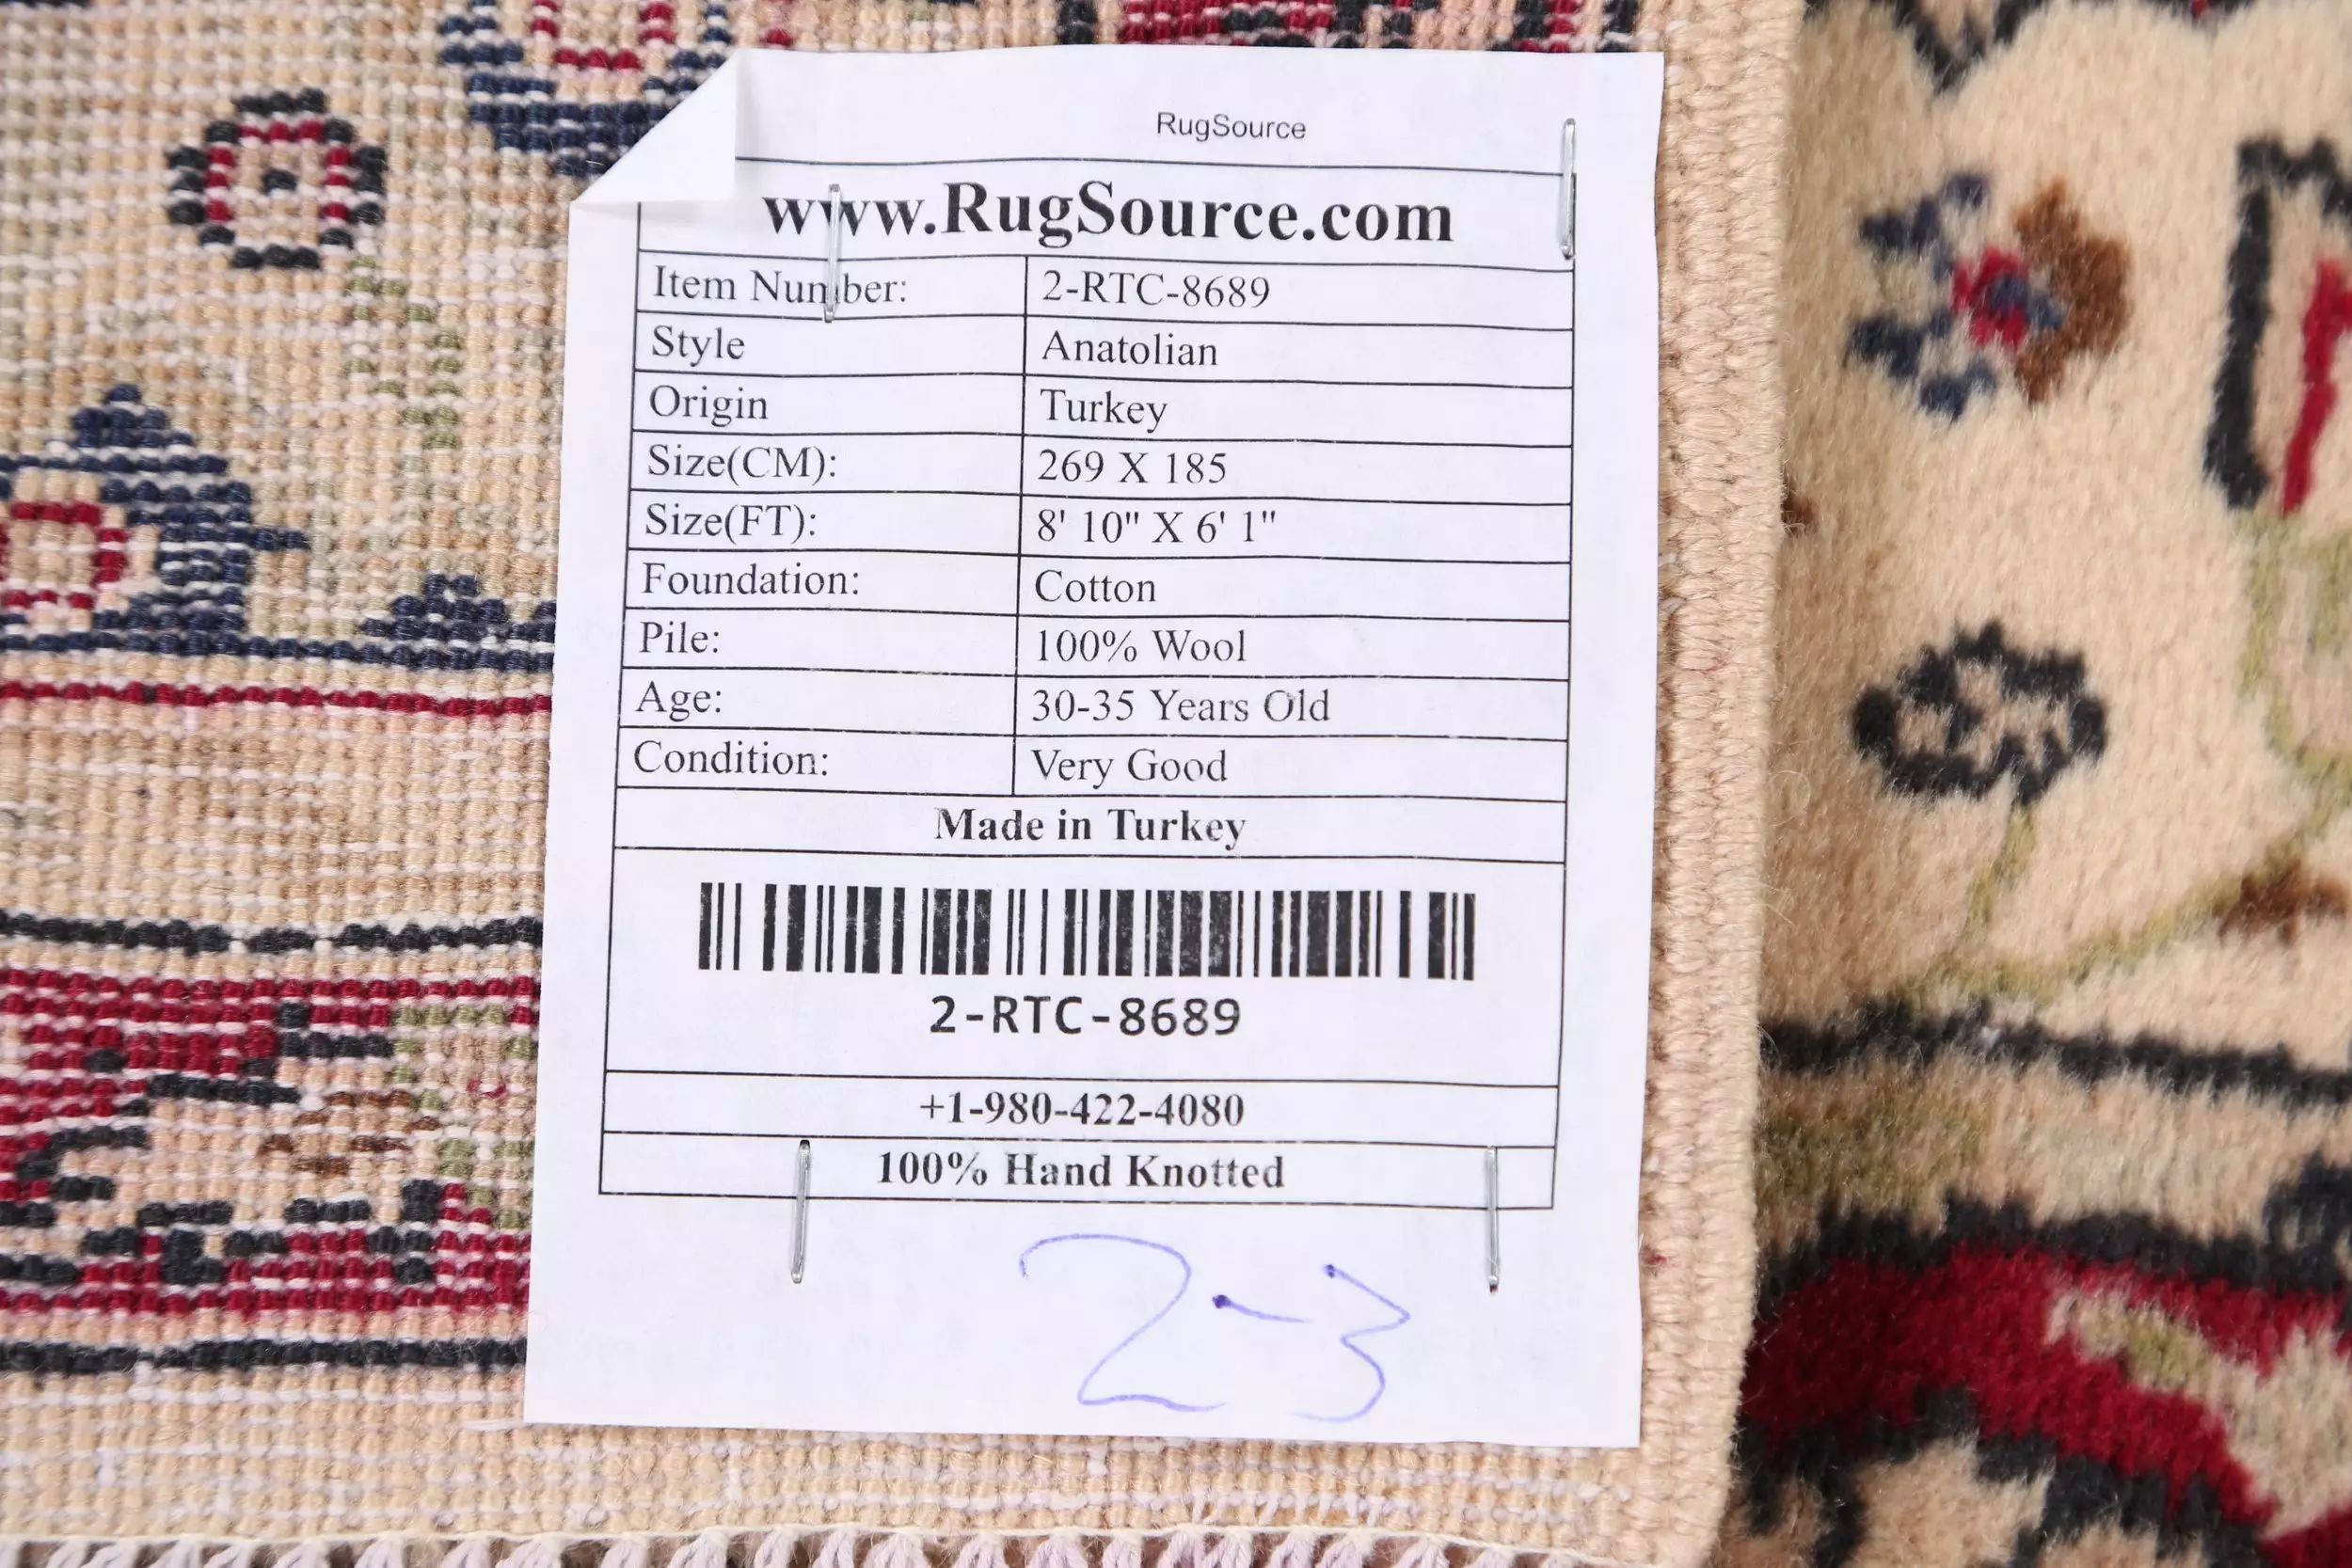 RugSource
www.RugSource.com
Item Number: 2-RTC-8689
Style Anatolian
Origin Turkey
Size(CM): 269 X 185
Size(FT): 8' 10" X 6' 1"
Foundation: Cotton
Pile: 100% Wool
Age: 30-35 Years Old
Condition: Very Good
Made in Turkey
2-RTC-8689
+1-980-422-4080
100% Hand Knotted
2-3